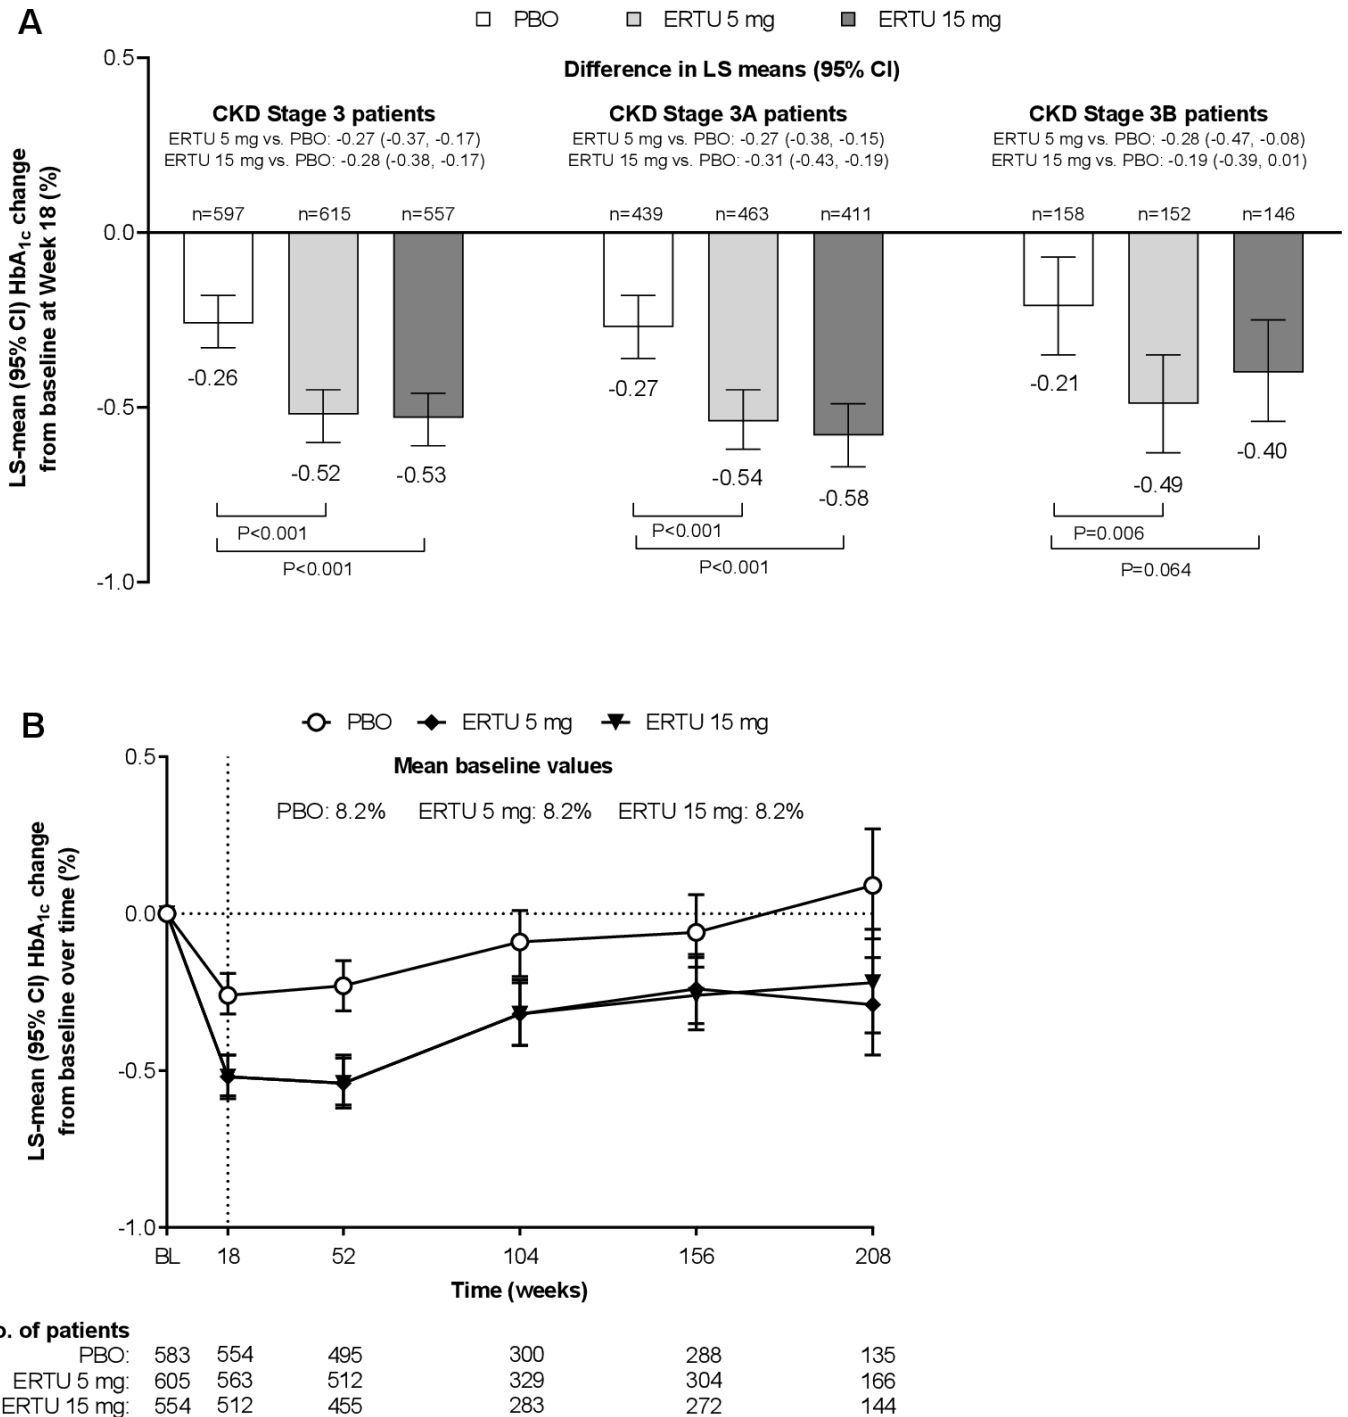 A
PBO ERTU 5 mg ERTU 15 mg
0.5
Difference in LS means (95% CI)
CKD Stage 3 patients
ERTU 5 mg vs. PBO: -0.27 (-0.37, -0.17)
ERTU 15 mg vs. PBO: -0.28 (-0.38, -0.17)
CKD Stage 3A patients
ERTU 5 mg vs. PBO: -0.27 (-0.38, -0.15)
ERTU 15 mg vs. PBO: -0.31 (-0.43, -0.19)
CKD Stage 3B patients
ERTU 5 mg vs. PBO: -0.28 (-0.47, -0.08)
ERTU 15 mg vs. PBO: -0.19 (-0.39, 0.01)
LS-mean (95% CI) HbA1c change
from baseline at Week 18 (%)
n=597 n=615 n=557 n=439 n=463 n=411 n=158 n=152 n=146
0.0
-0.26 -0.52 -0.53
-0.27 -0.54 -0.58
-0.21 -0.49 -0.40
-0.5
P<0.001 P<0.001 P=0.006
P<0.001 P<0.001 P=0.064
-1.0
B
PBO ERTU 5 mg ERTU 15 mg
0.5
Mean baseline values
PBO: 8.2% ERTU 5 mg: 8.2% ERTU 15 mg: 8.2%
LS-mean (95% CI) HbA1c change
from baseline over time (%)
0.0
-0.5
-1.0
BL 18 52 104 156 208
Time (weeks)
o. of patients
PBO: 583 554 495 300 288 135
ERTU 5 mg: 605 563 512 329 304 166
ERTU 15 mg: 554 512 455 283 272 144